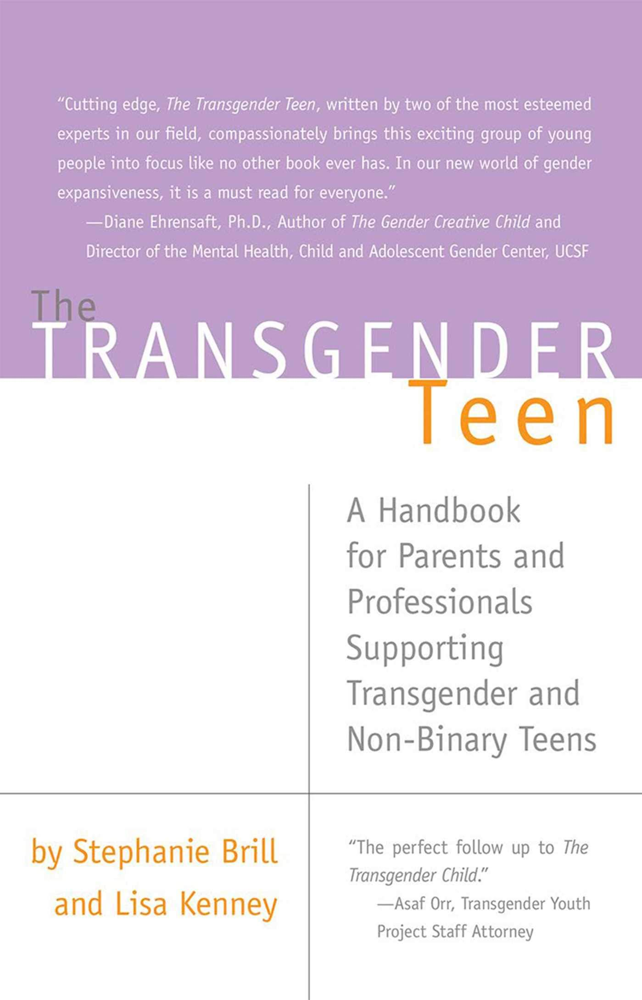 “Cutting edge, The Transgender Teen, written by two of the most esteemed
experts in our field, compassionately brings this exciting group of young
people into focus like no other book ever has. In our new world of gender
expansiveness, it is a must read for everyone.”
—Diane Ehrensaft, Ph.D., Author of The Gender Creative Child and
Director of the Mental Health, Child and Adolescent Gender Center, UCSF
The
TRANSGENDER
Teen
A Handbook
for Parents and
Professionals
Supporting
Transgender and
Non-Binary Teens
by Stephanie Brill
and Lisa Kenney
“The perfect follow up to The
Transgender Child.”
—Asaf Orr, Transgender Youth
Project Staff Attorney